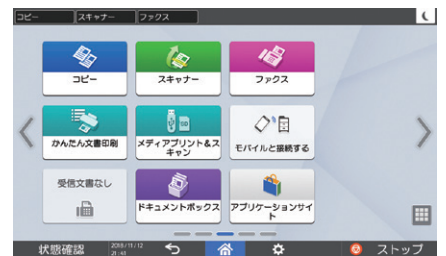 コピー スキャナー ファクス
コピー
スキャナー
ファクス
かんたん文書印刷
メディアプリント&ス
キャン
モバイルと接続する
受信文書なし
ドキュメントボックス
アプリケーションサイ
ト
状態確認 2018/11/12
21:43
ストップ